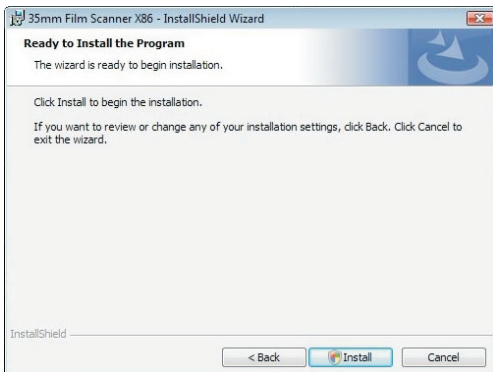 35mm Film Scanner X86 - InstallShield Wizard
Ready to Install the Program
The wizard is ready to begin installation.
Click Install to begin the installation.
If you want to review or change any of your installation settings, click Back. Click Cancel to
exit the wizard.
InstallShield
< Back Install Cancel